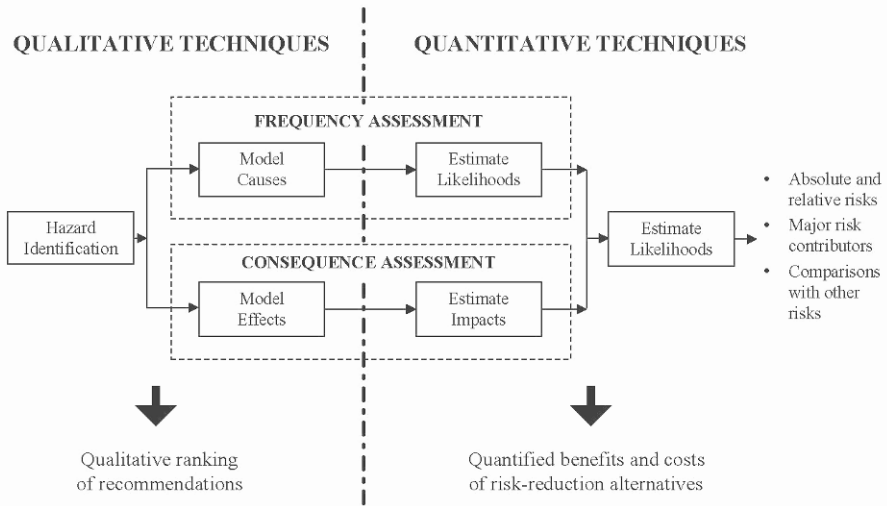 QUALITATIVE TECHNIQUES
QUANTITATIVE TECHNIQUES
FREQUENCY ASSESSMENT
Model
Causes
Estimate
Likelihoods
Hazard
Identification
CONSEQUENCE ASSESSMENT
Model
Effects
Estimate
Impacts
Estimate
Likelihoods
• Absolute and
relative risks
• Major risk
contributors
• Comparisons
with other
risks
Qualitative ranking
of recommendations
Quantified benefits and costs
of risk-reduction alternatives